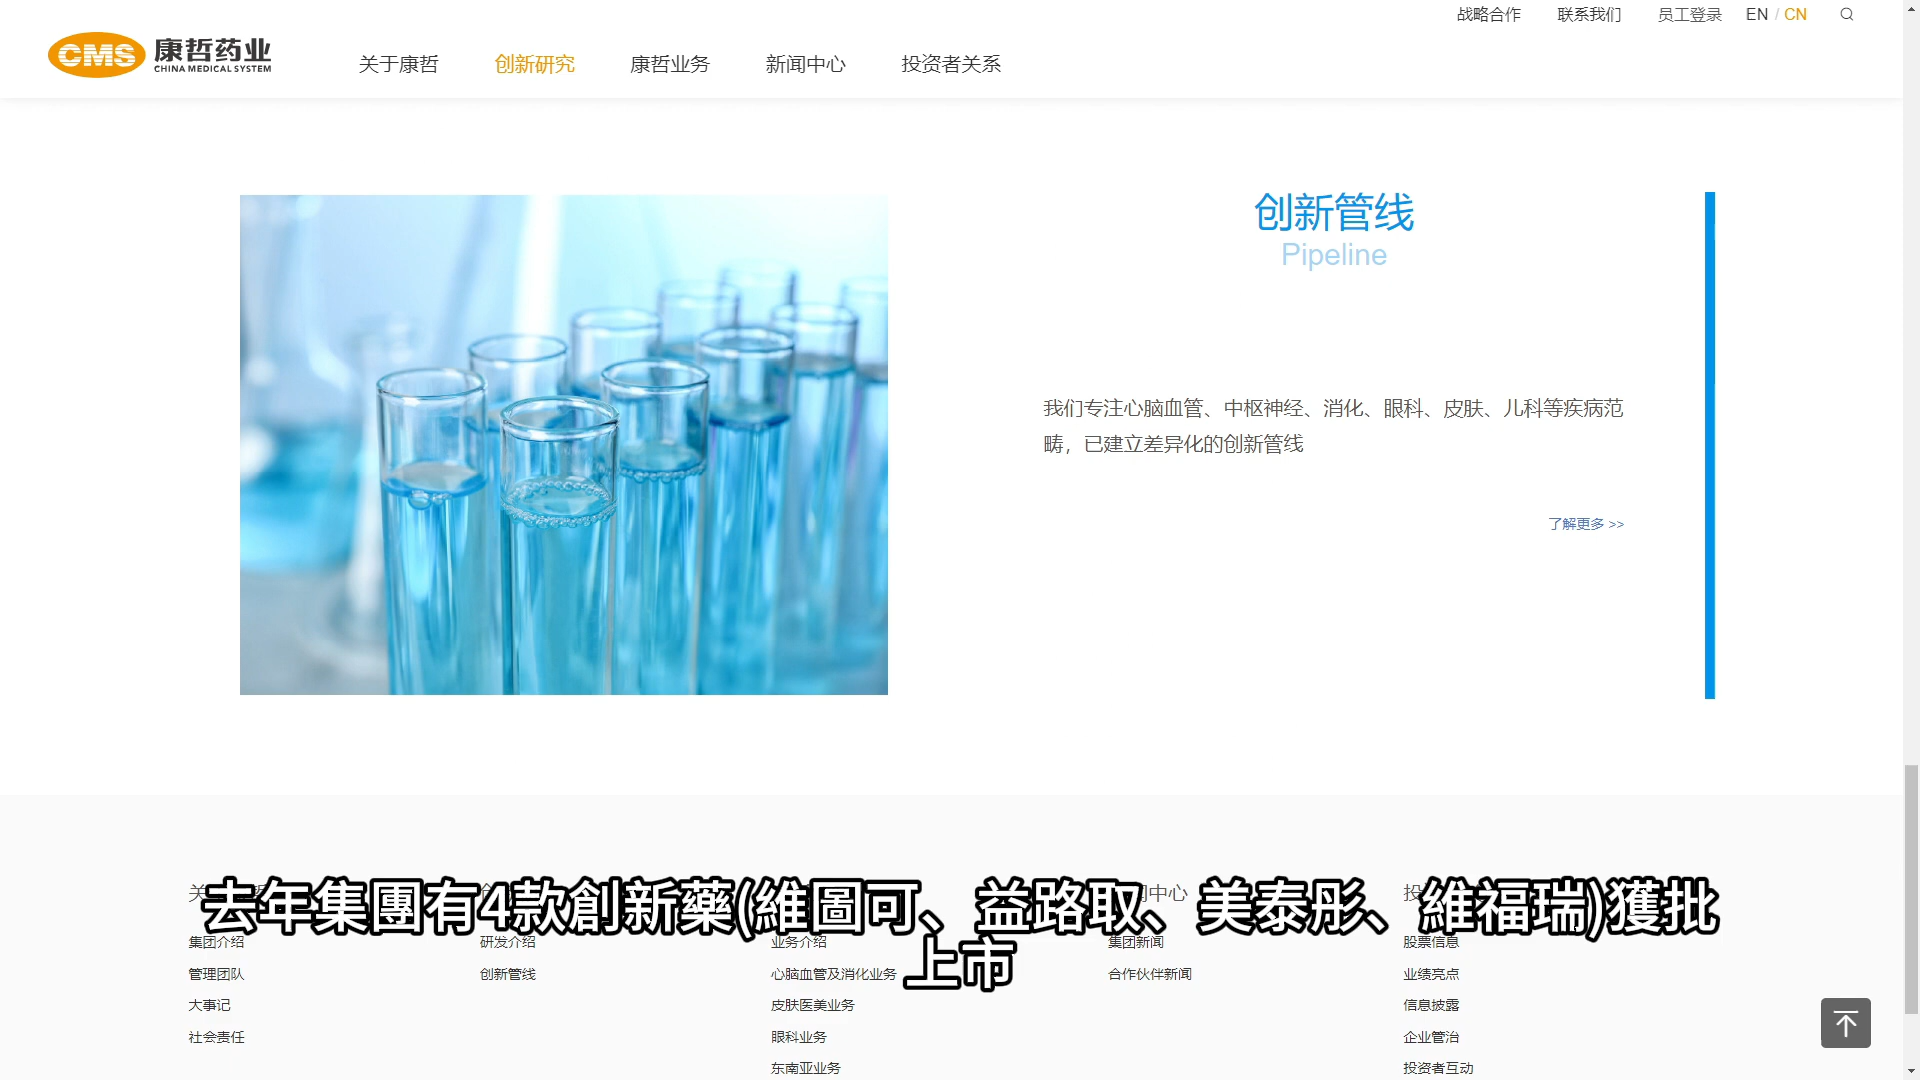 战略合作 联系我们 员工登录 EN / CN
CMS 康哲药业
CHINA MEDICAL SYSTEM
关于康哲 创新研究 康哲业务 新闻中心 投资者关系
创新管线
Pipeline
我们专注心脑血管、中枢神经、消化、眼科、皮肤、儿科等疾病范
畴，已建立差异化的创新管线
了解更多 >>
去年集團有4款創新藥(維圖可、益路取、美泰彤、維福瑞)獲批
上市
集团介绍 研发介绍 业务介绍 集团新闻 股票信息
管理团队 创新管线 心脑血管及消化业务 合作伙伴新闻 业绩亮点
大事记 皮肤医美业务 信息披露
社会责任 眼科业务 企业管治
东南亚业务 投资者互动